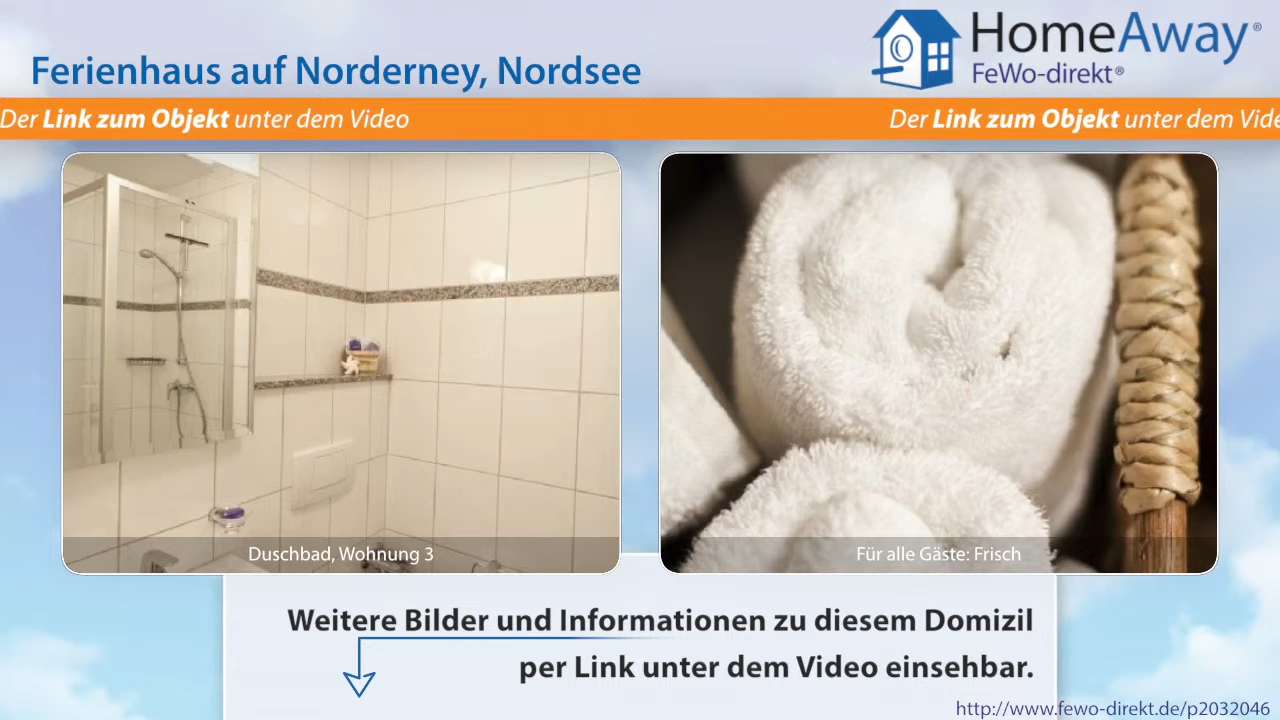 HomeAway®
FeWo-direkt®
Ferienhaus auf Norderney, Nordsee
Der Link zum Objekt unter dem Video
Der Link zum Objekt unter dem Vide
Duschbad, Wohnung 3
Für alle Gäste: Frisch
Weitere Bilder und Informationen zu diesem Domizil
per Link unter dem Video einsehbar.
http://www.fewo-direkt.de/p2032046